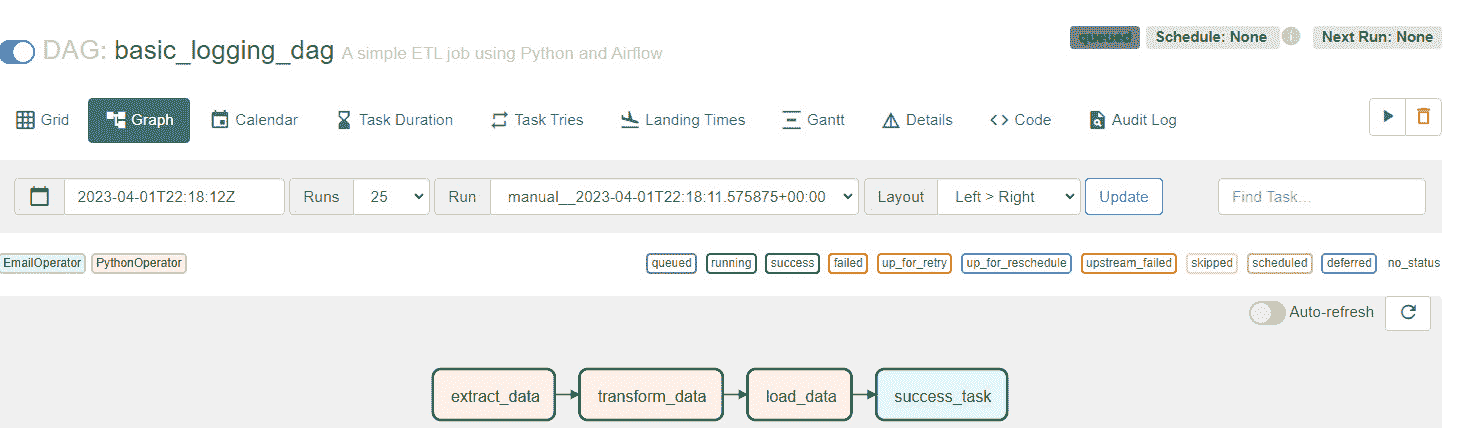 DAG: basic_logging_dag A simple ETL job using Python and Airflow queued Schedule: None i Next Run: None
Grid Graph Calendar Task Duration Task Tries Landing Times Gantt Details Code Audit Log
2023-04-01T22:18:12Z Runs 25 Run manual__2023-04-01T22:18:11.575875+00:00 Layout Left > Right Update Find Task...
EmailOperator PythonOperator queued running success failed up_for_retry up_for_reschedule upstream_failed skipped scheduled deferred no_status
Auto-refresh
extract_data transform_data load_data success_task